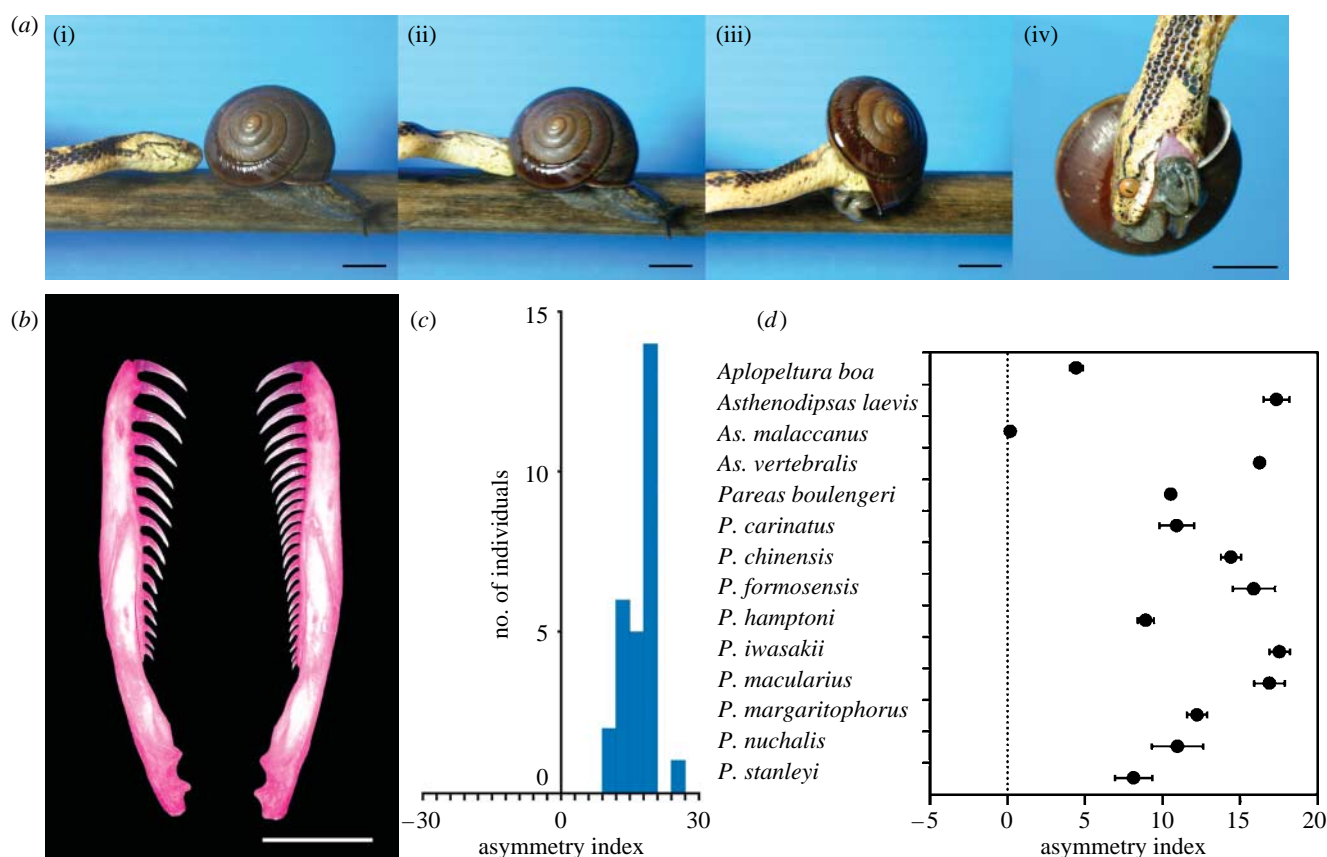 (a)
(i)
(ii)
(iii)
(iv)
(b)
(c)
15
10
5
0
no. of individuals
–30
0
30
asymmetry index
(d)
Aplopeltura boa
Asthenodipsas laevis
As. malaccanus
As. vertebralis
Pareas boulengeri
P. carinatus
P. chinensis
P. formosensis
P. hamptoni
P. iwasakii
P. macularius
P. margaritophorus
P. nuchalis
P. stanleyi
–5
0
5
10
15
20
asymmetry index